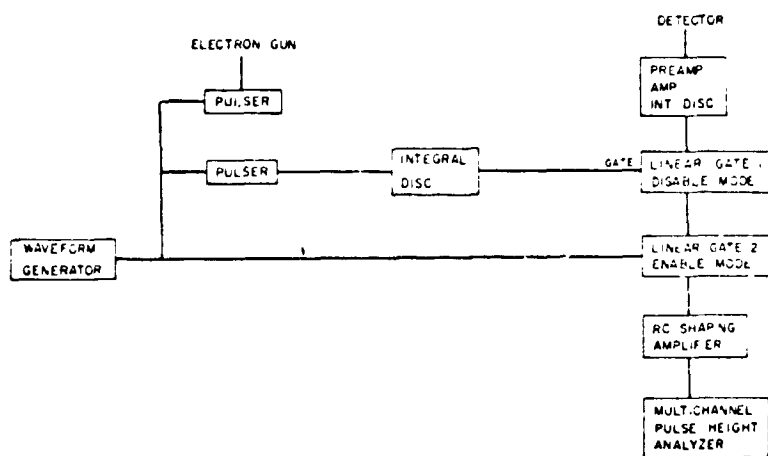 DETECTOR
ELECTRON GUN
PREAMP
AMP
INT DISC
PULSER
INTEGRAL
DISC
GATE
LINEAR GATE 1
DISABLE MODE
PULSER
WAVEFORM
GENERATOR
LINEAR GATE 2
ENABLE MODE
RC SHAPING
AMPLIFIER
MULTICHANNEL
PULSE HEIGHT
ANALYZER